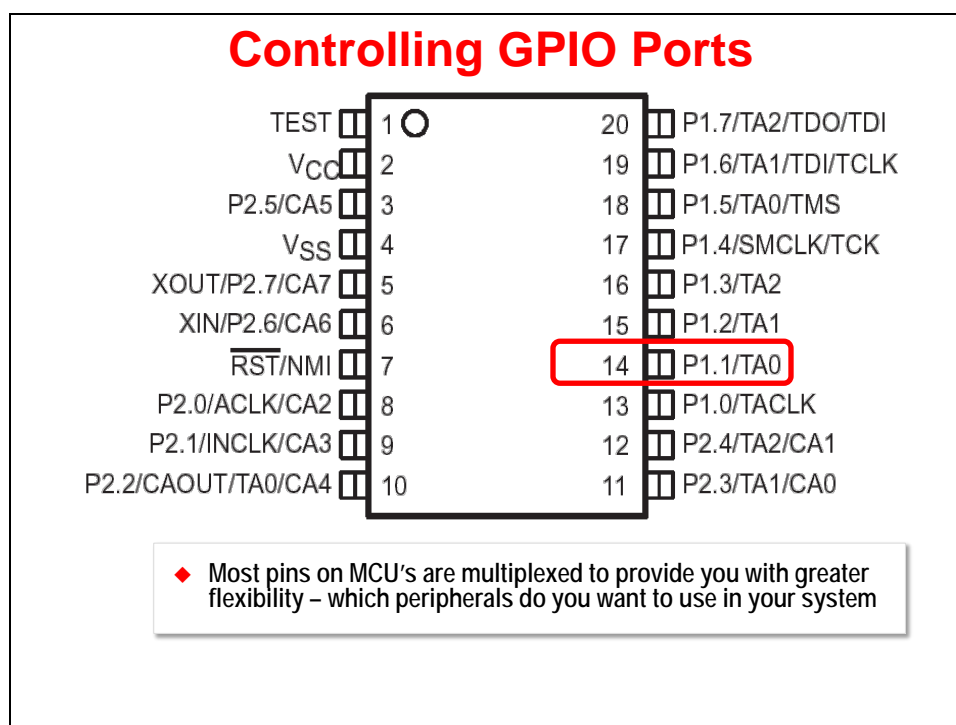 Controlling GPIO Ports
TEST 1 20 P1.7/TA2/TDO/TDI
VCC 2 19 P1.6/TA1/TDI/TCLK
P2.5/CA5 3 18 P1.5/TA0/TMS
VSS 4 17 P1.4/SMCLK/TCK
XOUT/P2.7/CA7 5 16 P1.3/TA2
XIN/P2.6/CA6 6 15 P1.2/TA1
RST/NMI 7 14 P1.1/TA0
P2.0/ACLK/CA2 8 13 P1.0/TACLK
P2.1/INCLK/CA3 9 12 P2.4/TA2/CA1
P2.2/CAOUT/TA0/CA4 10 11 P2.3/TA1/CA0
◆ Most pins on MCU's are multiplexed to provide you with greater
flexibility – which peripherals do you want to use in your system